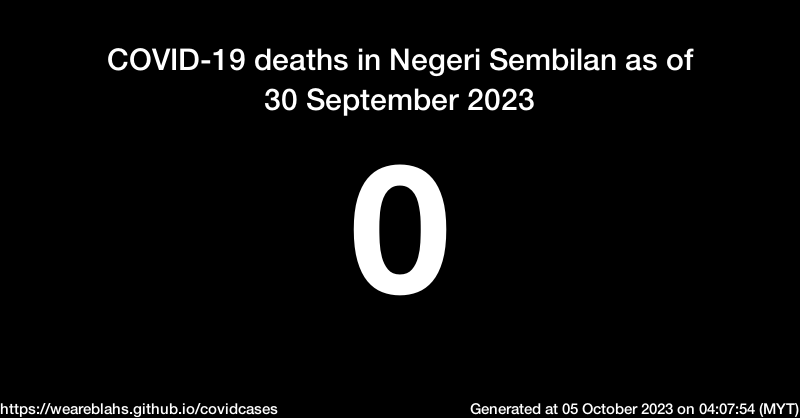 COVID-19 deaths in Negeri Sembilan as of
30 September 2023
0
https://weareblahs.github.io/covidcases
Generated at 05 October 2023 on 04:07:54 (MYT)